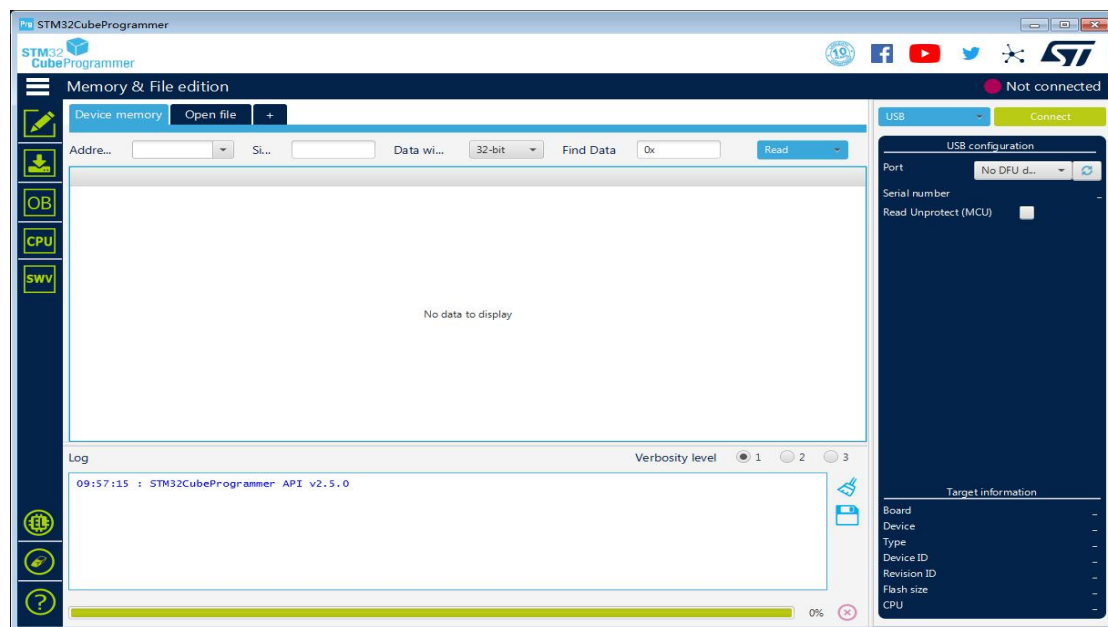 Prg STM32CubeProgrammer
STM32
CubeProgrammer
10
Memory & File edition
Not connected
Device memory Open file +
USB Connect
Addre... Si... Data wi... 32-bit Find Data 0x Read
USB configuration
Port No DFU d...
Serial number _
Read Unprotect (MCU)
OB
CPU
SWV
No data to display
Log Verbosity level 1 2 3
09:57:15 : STM32CubeProgrammer API v2.5.0
Target information
Board _
Device _
Type _
Device ID _
Revision ID _
Flash size _
CPU _
EL
?
0%